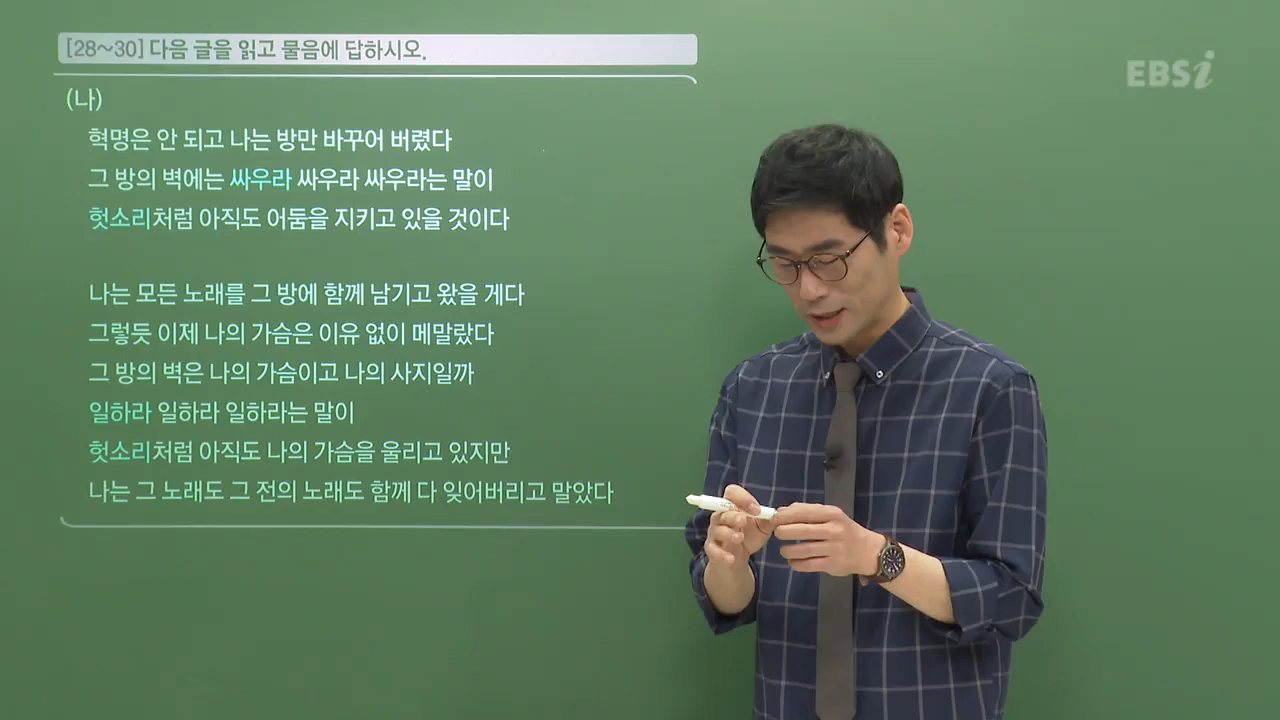 [28~30] 다음 글을 읽고 물음에 답하시오.
EBSi
(나)
혁명은 안 되고 나는 방만 바꾸어 버렸다
그 방의 벽에는 싸우라 싸우라 싸우라는 말이
헛소리처럼 아직도 어둠을 지키고 있을 것이다
나는 모든 노래를 그 방에 함께 남기고 왔을 게다
그렇듯 이제 나의 가슴은 이유 없이 메말랐다
그 방의 벽은 나의 가슴이고 나의 사지일까
일하라 일하라 일하라는 말이
헛소리처럼 아직도 나의 가슴을 울리고 있지만
나는 그 노래도 그 전의 노래도 함께 다 잊어버리고 말았다